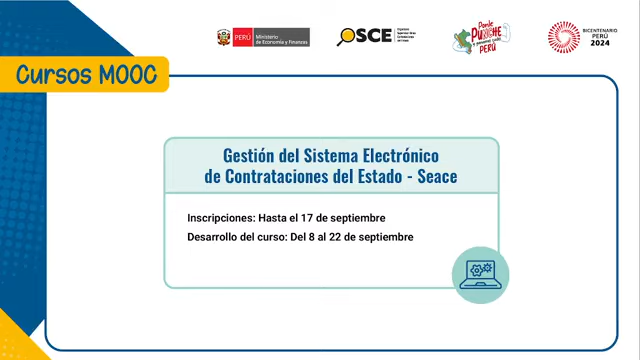 PERÚ
Ministerio
de Economía y Finanzas
OSCE
Ponle
PUNCHE
PERÚ
BICENTENARIO
PERÚ
2024
Cursos MOOC
Gestión del Sistema Electrónico
de Contrataciones del Estado - Seace
Inscripciones: Hasta el 17 de septiembre
Desarrollo del curso: Del 8 al 22 de septiembre